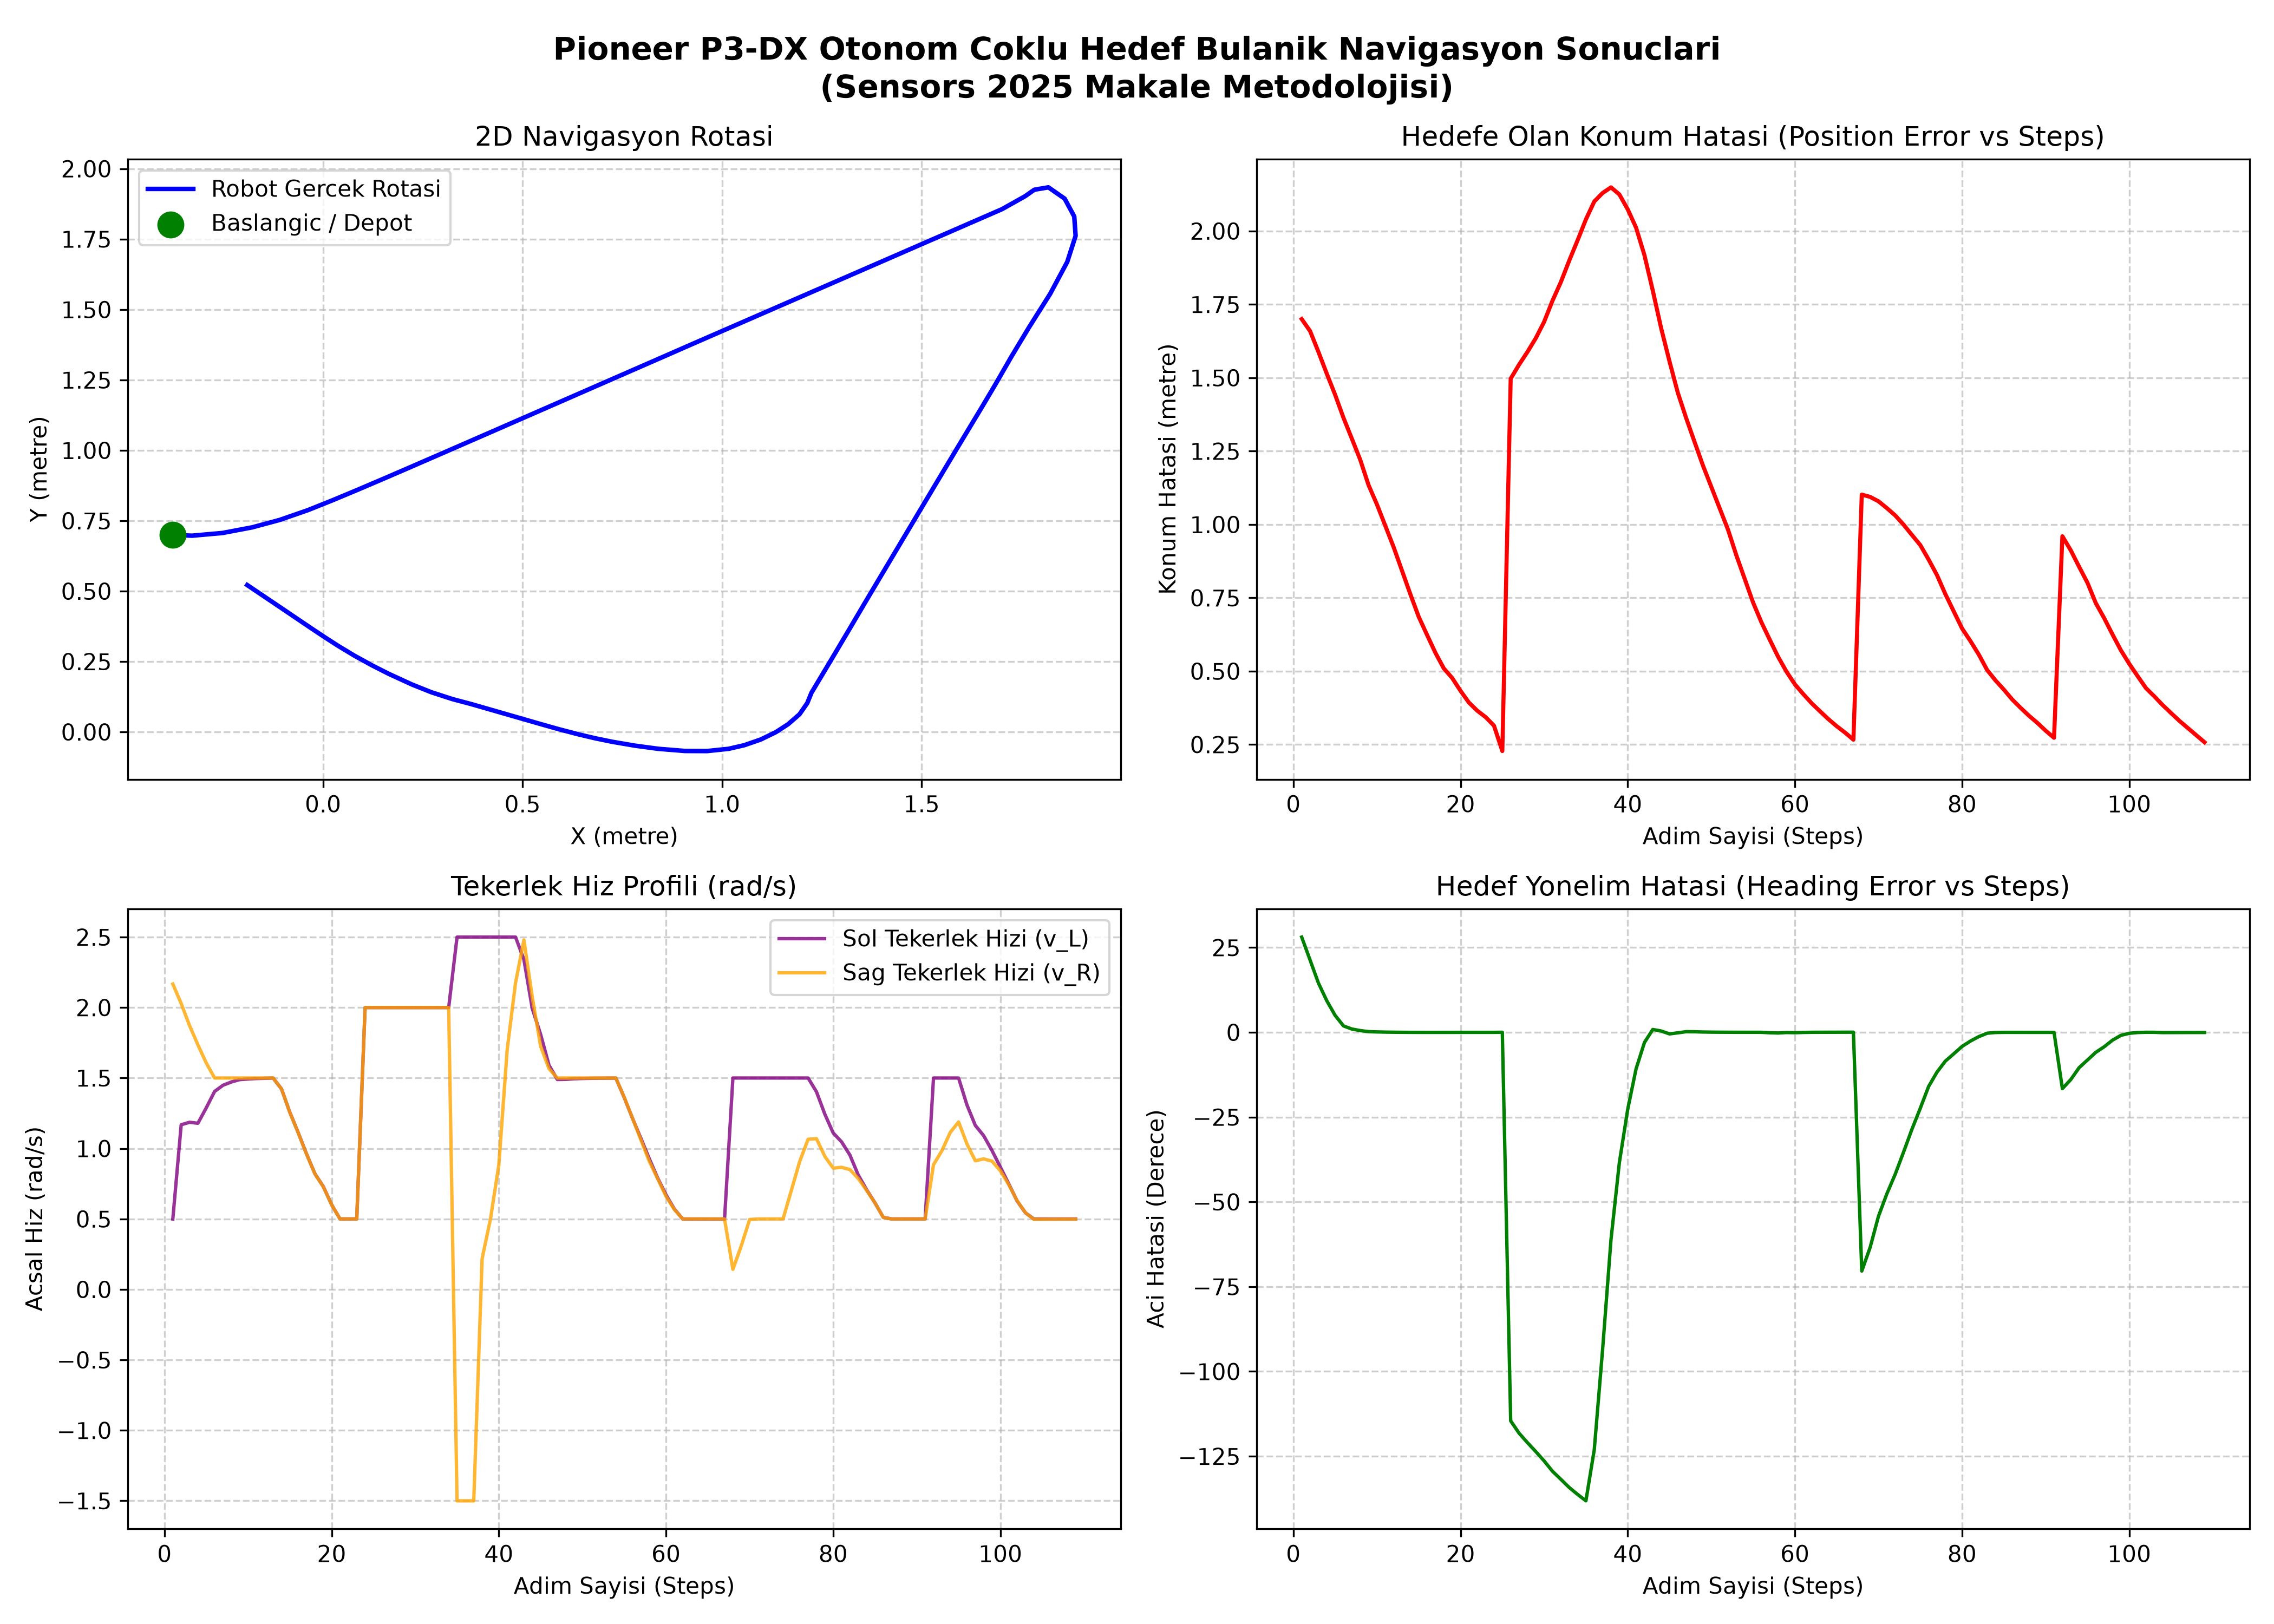 Pioneer P3-DX Otonom Coklu Hedef Bulanik Navigasyon Sonuclari
(Sensors 2025 Makale Metodolojisi)
2D Navigasyon Rotasi
Robot Gercek Rotasi
Baslangic / Depot
Y (metre)
2.00
1.75
1.50
1.25
1.00
0.75
0.50
0.25
0.00
0.0 0.5 1.0 1.5
X (metre)
Hedefe Olan Konum Hatasi (Position Error vs Steps)
Konum Hatasi (metre)
2.00
1.75
1.50
1.25
1.00
0.75
0.50
0.25
0 20 40 60 80 100
Adim Sayisi (Steps)
Tekerlek Hiz Profili (rad/s)
Sol Tekerlek Hizi (v_L)
Sag Tekerlek Hizi (v_R)
Acsal Hiz (rad/s)
2.5
2.0
1.5
1.0
0.5
0.0
−0.5
−1.0
−1.5
0 20 40 60 80 100
Adim Sayisi (Steps)
Hedef Yonelim Hatasi (Heading Error vs Steps)
Aci Hatasi (Derece)
25
0
−25
−50
−75
−100
−125
0 20 40 60 80 100
Adim Sayisi (Steps)